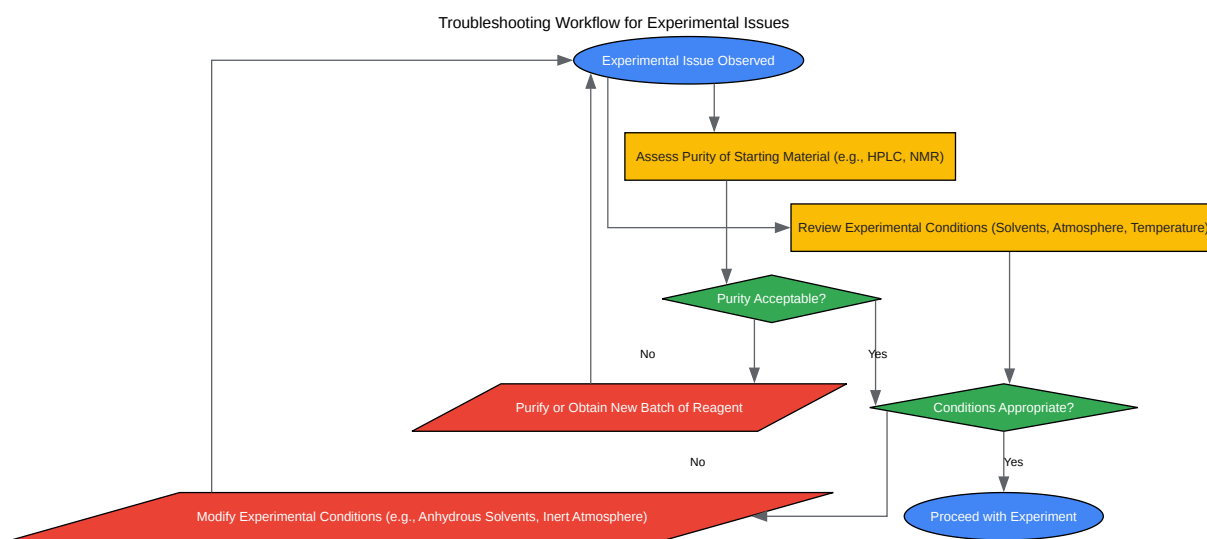 Troubleshooting Workflow for Experimental Issues
Experimental Issue Observed
Assess Purity of Starting Material (e.g., HPLC, NMR)
Review Experimental Conditions (Solvents, Atmosphere, Temperature)
Purity Acceptable?
No
Yes
Purify or Obtain New Batch of Reagent
Conditions Appropriate?
No
Yes
Modify Experimental Conditions (e.g., Anhydrous Solvents, Inert Atmosphere)
Proceed with Experiment